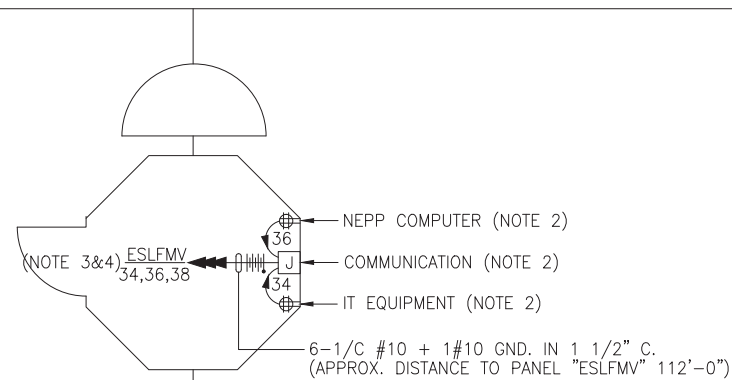 NEPP COMPUTER (NOTE 2)
36
(NOTE 3&4) ESLFMV
34,36,38
J
COMMUNICATION (NOTE 2)
34
IT EQUIPMENT (NOTE 2)
6-1/C #10 + 1#10 GND. IN 1 1/2" C.
(APPROX. DISTANCE TO PANEL "ESLFMV" 112'-0")